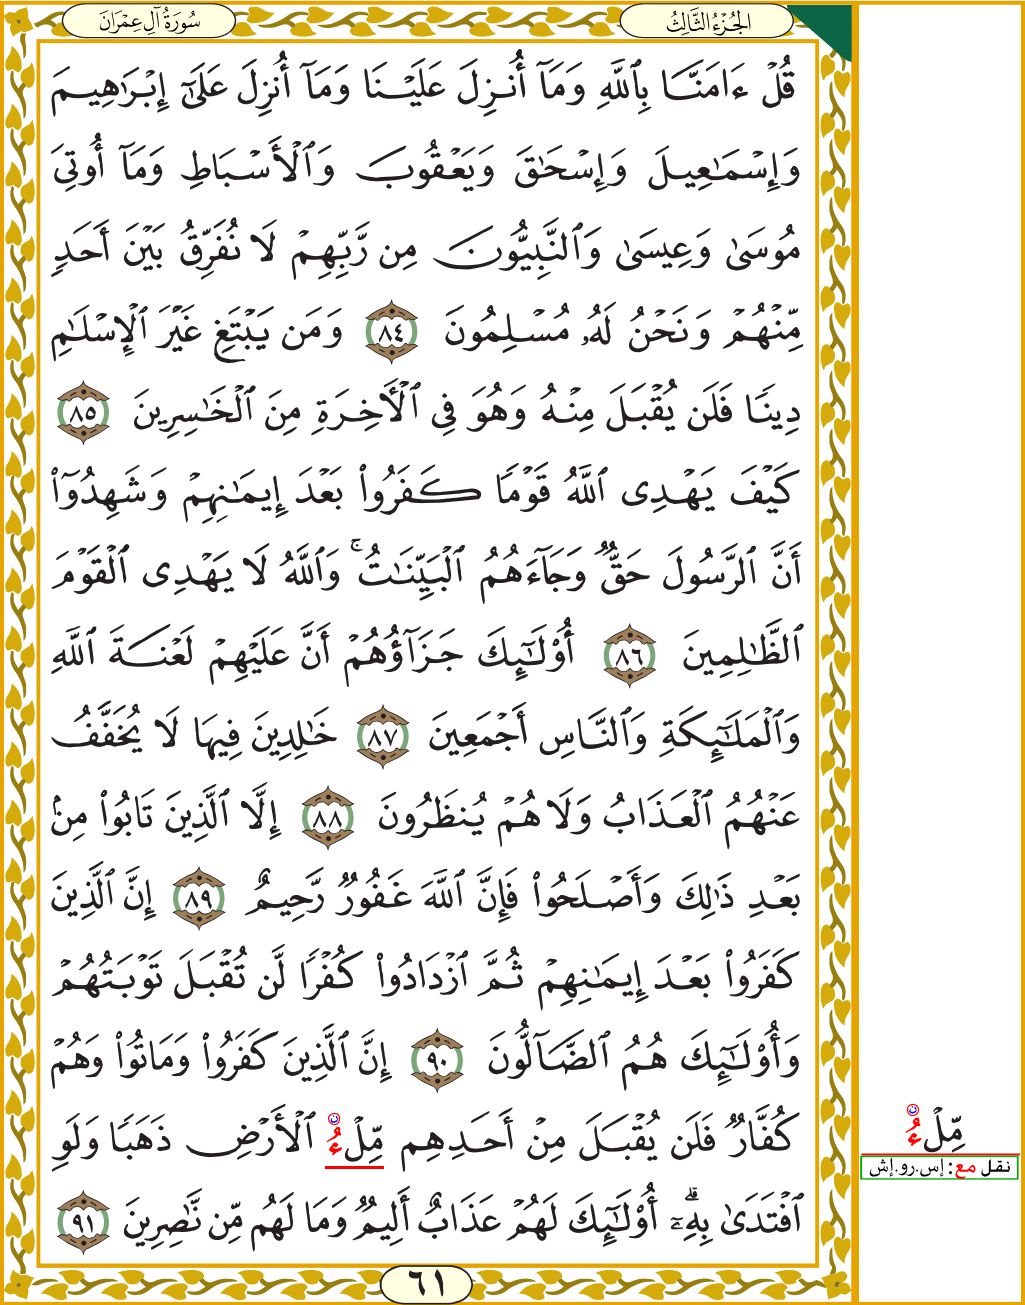 سُورَةُ آلِ عِمْرَان
الجُزْءُ الثَّالِثُ
قُلۡ ءَامَنَّا بِٱللَّهِ وَمَآ أُنزِلَ عَلَيۡنَا وَمَآ أُنزِلَ عَلَىٰٓ إِبۡرَٰهِيمَ
وَإِسۡمَٰعِيلَ وَإِسۡحَٰقَ وَيَعۡقُوبَ وَٱلۡأَسۡبَاطِ وَمَآ أُوتِيَ
مُوسَىٰ وَعِيسَىٰ وَٱلنَّبِيُّونَ مِن رَّبِّهِمۡ لَا نُفَرِّقُ بَيۡنَ أَحَدٖ
مِّنۡهُمۡ وَنَحۡنُ لَهُۥ مُسۡلِمُونَ ٨٤ وَمَن يَبۡتَغِ غَيۡرَ ٱلۡإِسۡلَٰمِ
دِينٗا فَلَن يُقۡبَلَ مِنۡهُ وَهُوَ فِي ٱلۡأٓخِرَةِ مِنَ ٱلۡخَٰسِرِينَ ٨٥
كَيۡفَ يَهۡدِي ٱللَّهُ قَوۡمٗا كَفَرُواْ بَعۡدَ إِيمَٰنِهِمۡ وَشَهِدُوٓاْ
أَنَّ ٱلرَّسُولَ حَقّٞ وَجَآءَهُمُ ٱلۡبَيِّنَٰتُۚ وَٱللَّهُ لَا يَهۡدِي ٱلۡقَوۡمَ
ٱلظَّٰلِمِينَ ٨٦ أُوْلَٰٓئِكَ جَزَآؤُهُمۡ أَنَّ عَلَيۡهِمۡ لَعۡنَةَ ٱللَّهِ
وَٱلۡمَلَٰٓئِكَةِ وَٱلنَّاسِ أَجۡمَعِينَ ٨٧ خَٰلِدِينَ فِيهَا لَا يُخَفَّفُ
عَنۡهُمُ ٱلۡعَذَابُ وَلَا هُمۡ يُنظَرُونَ ٨٨ إِلَّا ٱلَّذِينَ تَابُواْ مِنۢ
بَعۡدِ ذَٰلِكَ وَأَصۡلَحُواْ فَإِنَّ ٱللَّهَ غَفُورٞ رَّحِيمٌ ٨٩ إِنَّ ٱلَّذِينَ
كَفَرُواْ بَعۡدَ إِيمَٰنِهِمۡ ثُمَّ ٱزۡدَادُواْ كُفۡرٗا لَّن تُقۡبَلَ تَوۡبَتُهُمۡ
وَأُوْلَٰٓئِكَ هُمُ ٱلضَّآلُّونَ ٩٠ إِنَّ ٱلَّذِينَ كَفَرُواْ وَمَاتُواْ وَهُمۡ
كُفَّارٞ فَلَن يُقۡبَلَ مِنۡ أَحَدِهِم مِّلۡءُ ٱلۡأَرۡضِ ذَهَبٗا وَلَوِ
ٱفۡتَدَىٰ بِهِۦٓۗ أُوْلَٰٓئِكَ لَهُمۡ عَذَابٌ أَلِيمٞ وَمَا لَهُم مِّن نَّٰصِرِينَ ٩١
مِّلۡءُ
نقل مع: إس.رو.إش
٦١